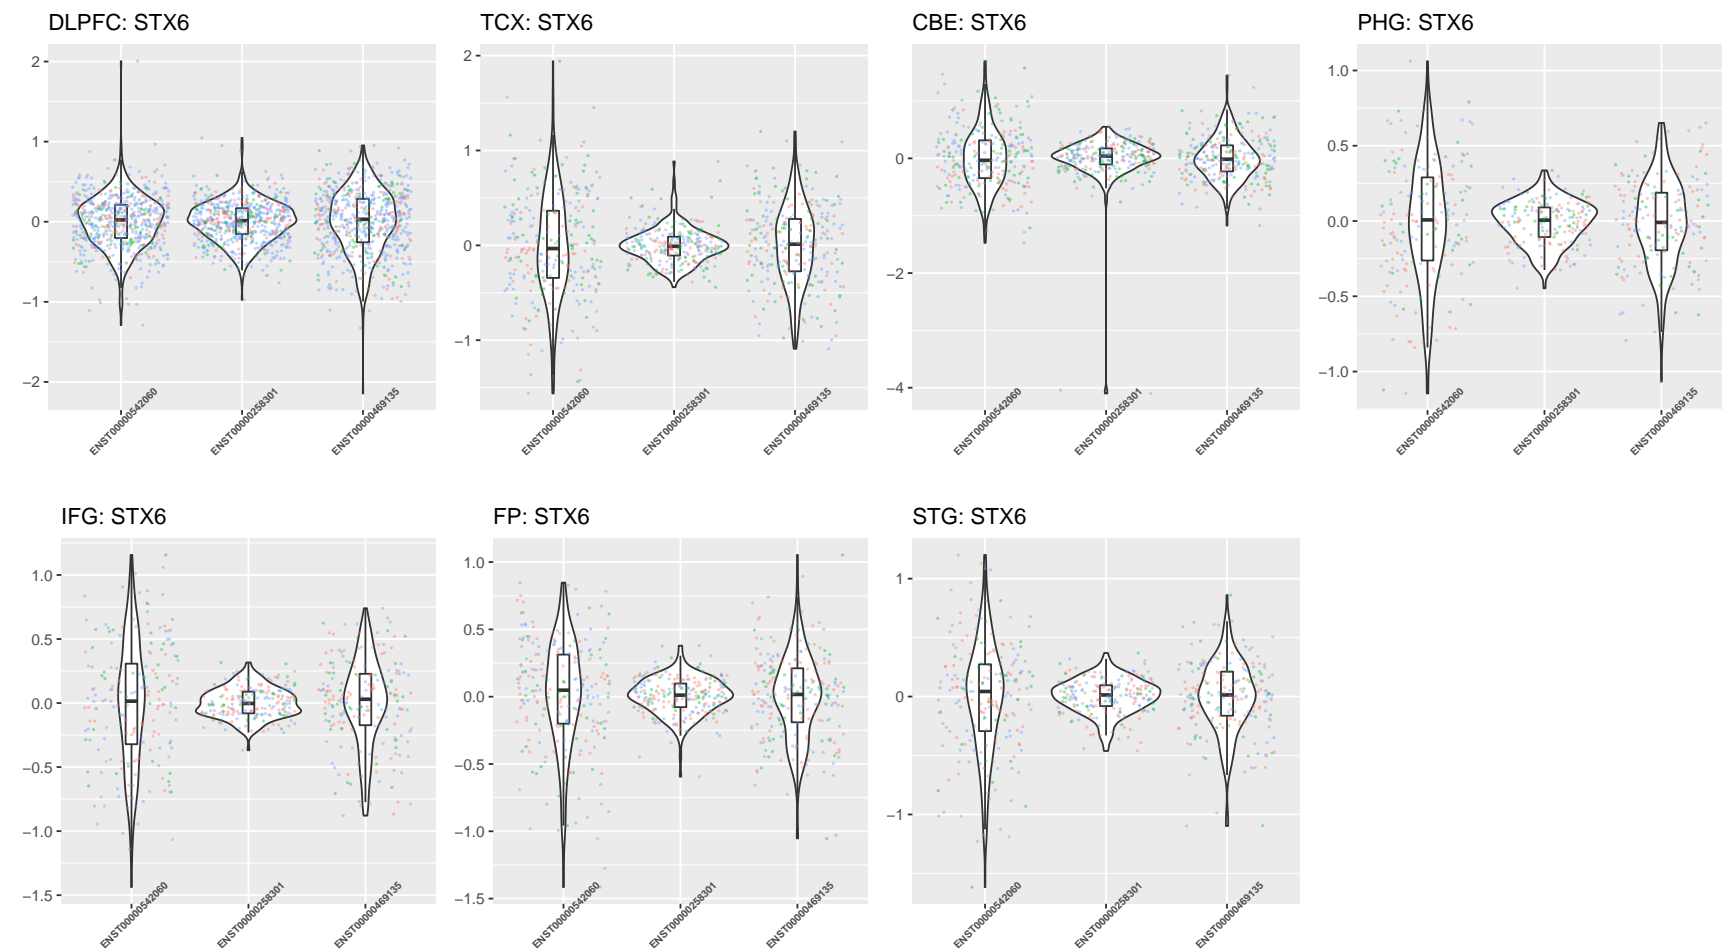 DLPFC: STX6
2
1
0
−1
−2
ENST00000542060
ENST00000258301
ENST00000469135
TCX: STX6
2
1
0
−1
ENST00000542060
ENST00000258301
ENST00000469135
CBE: STX6
0
−2
−4
ENST00000542060
ENST00000258301
ENST00000469135
PHG: STX6
1.0
0.5
0.0
−0.5
−1.0
ENST00000542060
ENST00000258301
ENST00000469135
IFG: STX6
1.0
0.5
0.0
−0.5
−1.0
−1.5
ENST00000542060
ENST00000258301
ENST00000469135
FP: STX6
1.0
0.5
0.0
−0.5
−1.0
−1.5
ENST00000542060
ENST00000258301
ENST00000469135
STG: STX6
1
0
−1
ENST00000542060
ENST00000258301
ENST00000469135